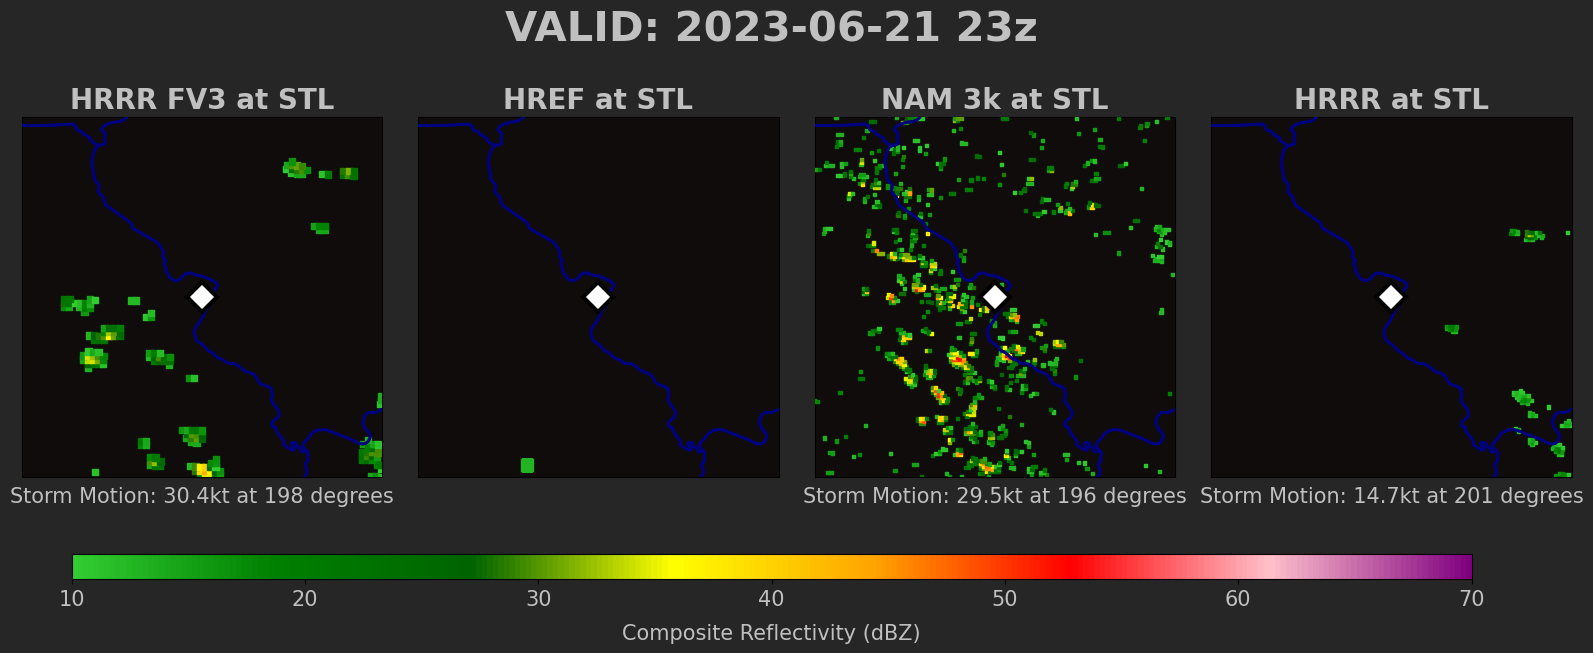 VALID: 2023-06-21 23z
HRRR FV3 at STL
HREF at STL
NAM 3k at STL
HRRR at STL
Storm Motion: 30.4kt at 198 degrees
Storm Motion: 29.5kt at 196 degrees
Storm Motion: 14.7kt at 201 degrees
10 20 30 40 50 60 70
Composite Reflectivity (dBZ)